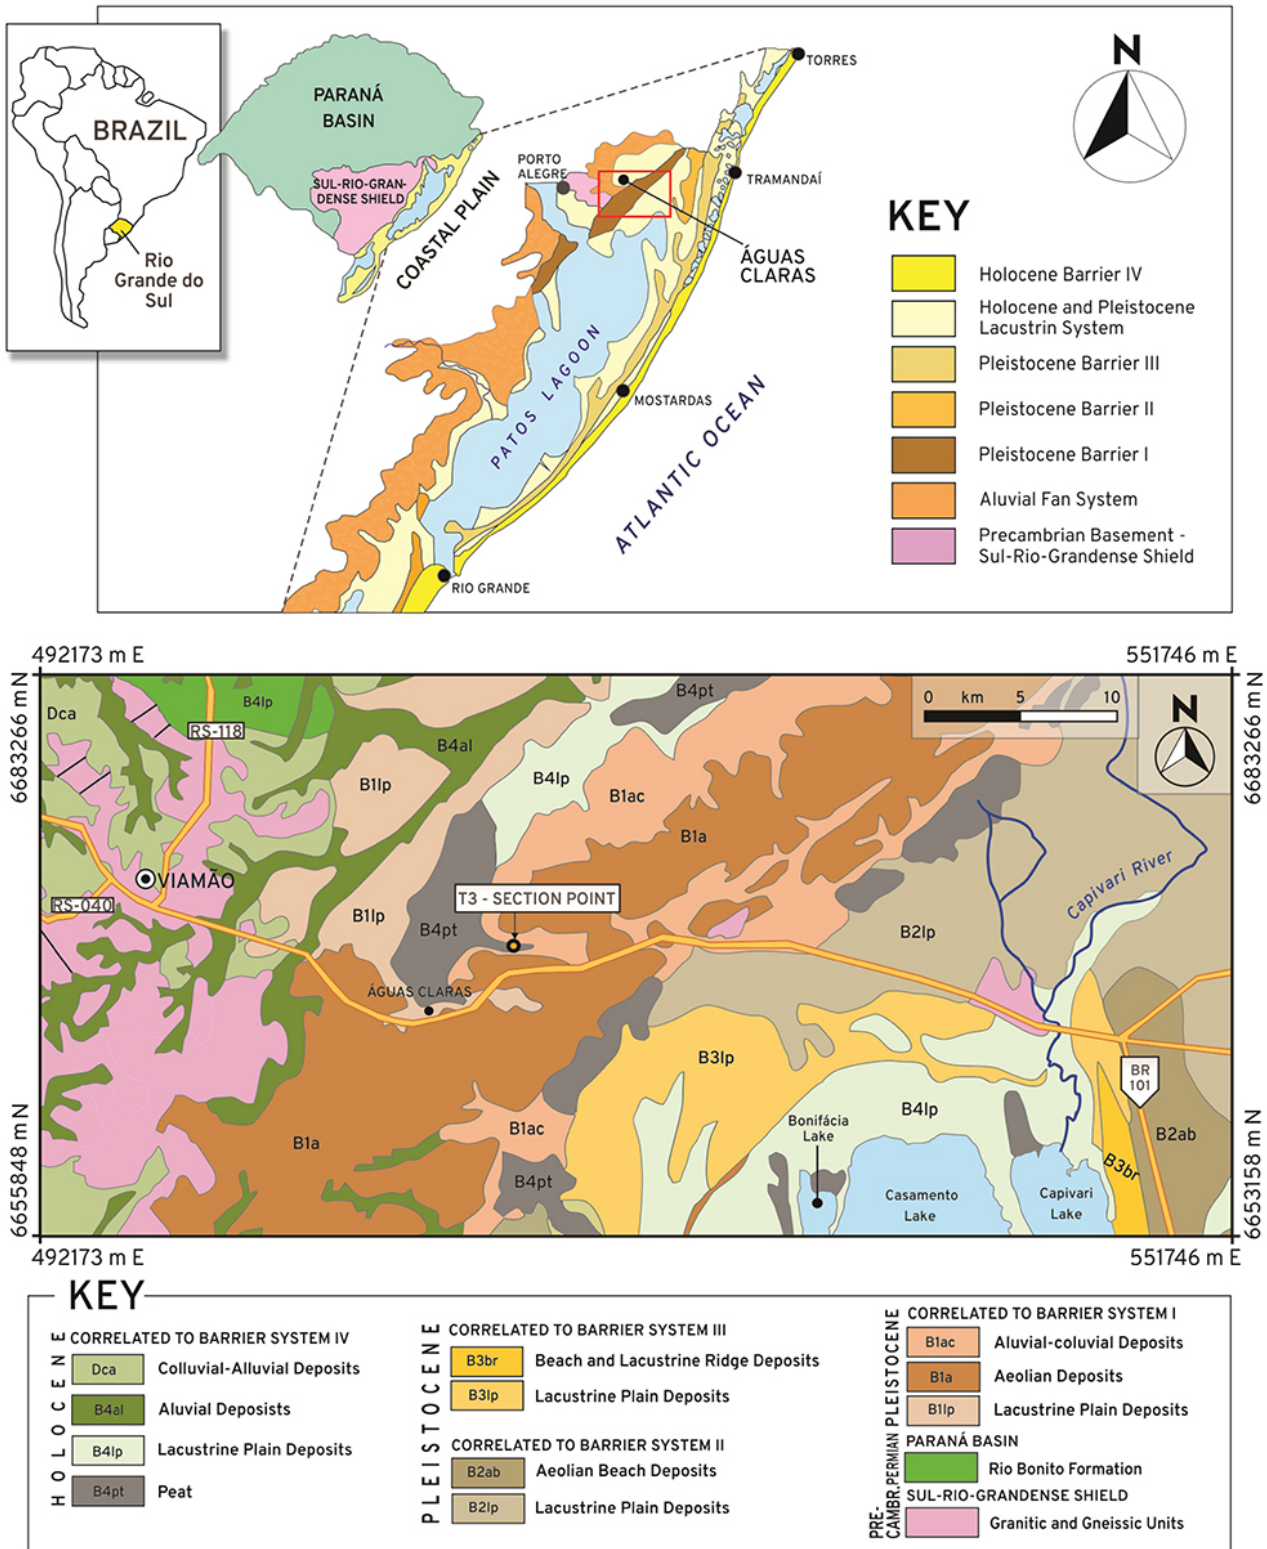 BRAZIL
Rio
Grande do
Sul
PARANÁ
BASIN
SUL-RIO-GRAN-
DENSE SHIELD
COASTAL PLAIN
PORTO
ALEGRE
TORRES
TRAMANDAÍ
ÁGUAS
CLARAS
PATOS LAGOON
MOSTARDAS
ATLANTIC OCEAN
RIO GRANDE
N
KEY
Holocene Barrier IV
Holocene and Pleistocene
Lacustrin System
Pleistocene Barrier III
Pleistocene Barrier II
Pleistocene Barrier I
Aluvial Fan System
Precambrian Basement -
Sul-Rio-Grandense Shield
492173 m E
551746 m E
6683266 m N
6683266 m N
Dca
B4lp
RS-118
B4al
B4pt
0 km 5 10
N
B1lp
B4lp
B1ac
B1a
VIAMÃO
RS-040
T3 - SECTION POINT
B1lp
B4pt
B2lp
Capivari River
ÁGUAS CLARAS
B3lp
BR
101
B1a
B1ac
B4lp
Bonifácia
Lake
B2ab
B3br
B4pt
Casamento
Lake
Capivari
Lake
6655848 m N
6653158 m N
492173 m E
551746 m E
KEY
HOLOCENE
CORRELATED TO BARRIER SYSTEM IV
Dca Colluvial-Alluvial Deposits
B4al Aluvial Deposists
B4lp Lacustrine Plain Deposits
B4pt Peat
PLEISTOCENE
CORRELATED TO BARRIER SYSTEM III
B3br Beach and Lacustrine Ridge Deposits
B3lp Lacustrine Plain Deposits
CORRELATED TO BARRIER SYSTEM II
B2ab Aeolian Beach Deposits
B2lp Lacustrine Plain Deposits
PLEISTOCENE
CORRELATED TO BARRIER SYSTEM I
B1ac Aluvial-coluvial Deposits
B1a Aeolian Deposits
B1lp Lacustrine Plain Deposits
PERMIAN
PARANÁ BASIN
Rio Bonito Formation
PRE-
CAMBR.
SUL-RIO-GRANDENSE SHIELD
Granitic and Gneissic Units